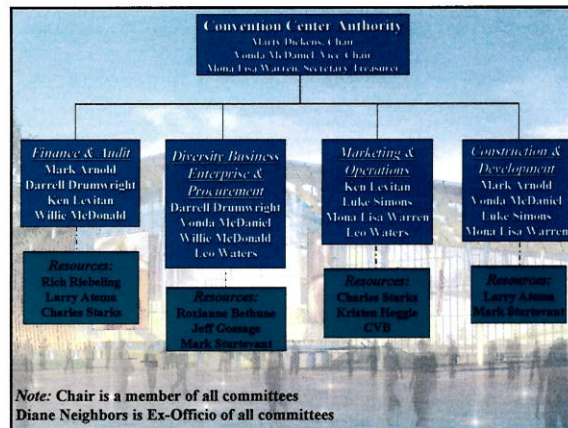 Convention Center Authority
Marty Dickens, Chair
Vonda McDaniel, Vice Chair
Mona Lisa Warren, Secretary Treasurer
Finance & Audit
Mark Arnold
Darrell Drumwright
Ken Levitan
Willie McDonald
Diversity Business
Enterprise &
Procurement
Darrell Drumwright
Vonda McDaniel
Willie McDonald
Leo Waters
Marketing &
Operations
Ken Levitan
Luke Simons
Mona Lisa Warren
Leo Waters
Construction &
Development
Mark Arnold
Vonda McDaniel
Luke Simons
Mona Lisa Warren
Resources:
Rich Riebeling
Larry Atema
Charles Starks
Resources:
Roxianne Bethune
Jeff Gossage
Mark Sturtevant
Resources:
Charles Starks
Kristen Heggie
CVB
Resources:
Larry Atema
Mark Sturtevant
Note: Chair is a member of all committees
Diane Neighbors is Ex-Officio of all committees